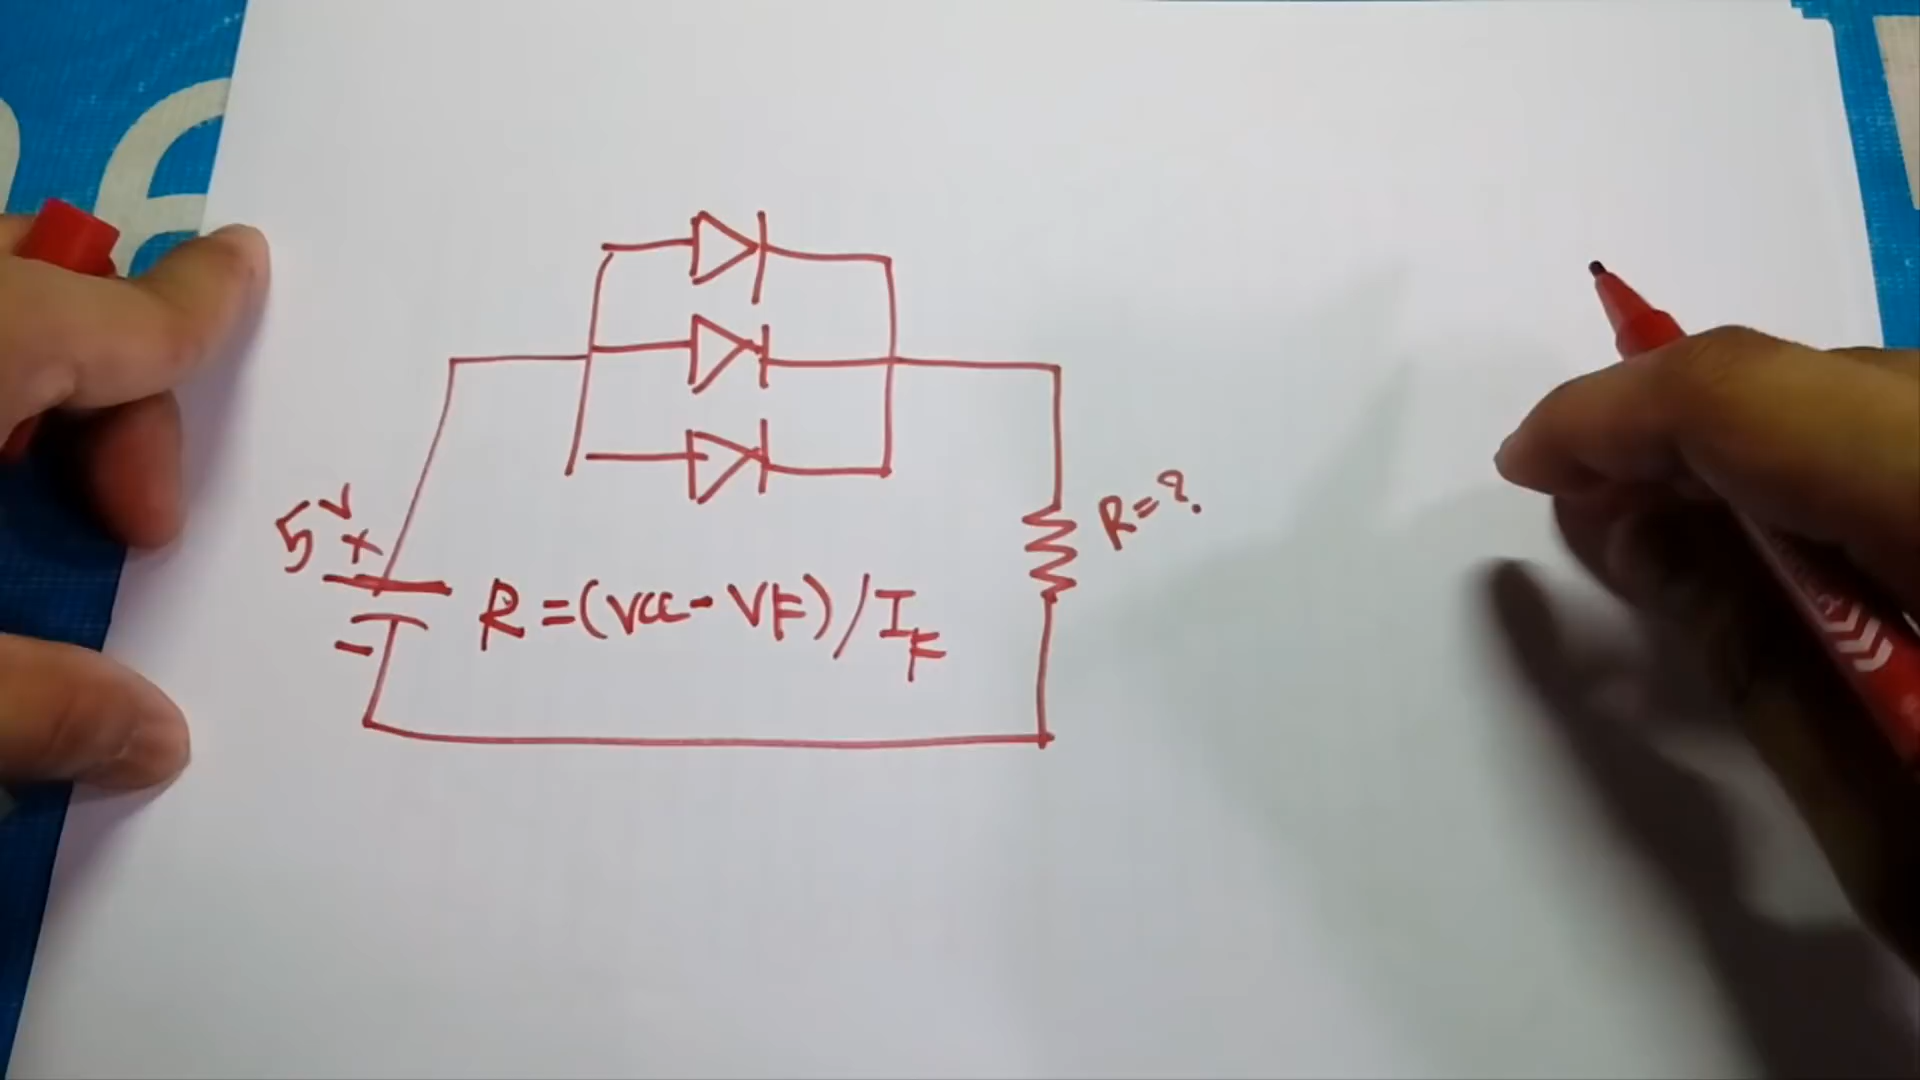 5V
+
-
R=?
R=(VCC-VF)/IF